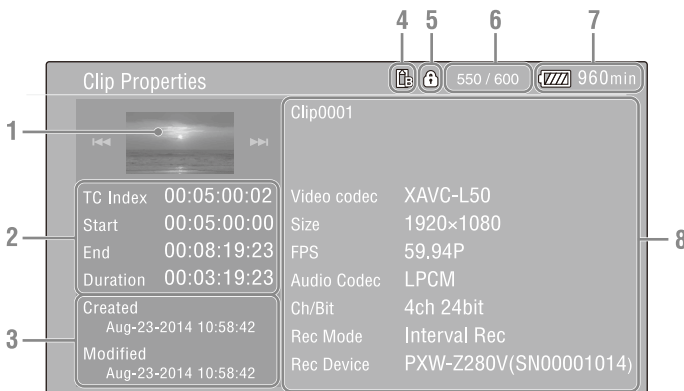 4 5 6 7
Clip Properties B 550 / 600 960min
1
Clip0001
TC Index 00:05:00:02
Start 00:05:00:00
End 00:08:19:23
Duration 00:03:19:23
2
Video codec XAVC-L50
Size 1920×1080
FPS 59.94P
Audio Codec LPCM
Ch/Bit 4ch 24bit
Rec Mode Interval Rec
Rec Device PXW-Z280V(SN00001014)
8
Created
Aug-23-2014 10:58:42
Modified
Aug-23-2014 10:58:42
3